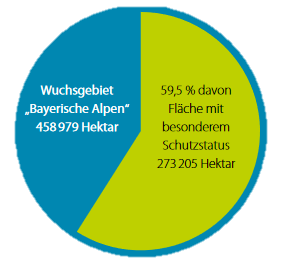 Wuchsgebiet
„Bayerische Alpen“
458 979 Hektar
59,5 % davon
Fläche mit
besonderem
Schutzstatus
273 205 Hektar